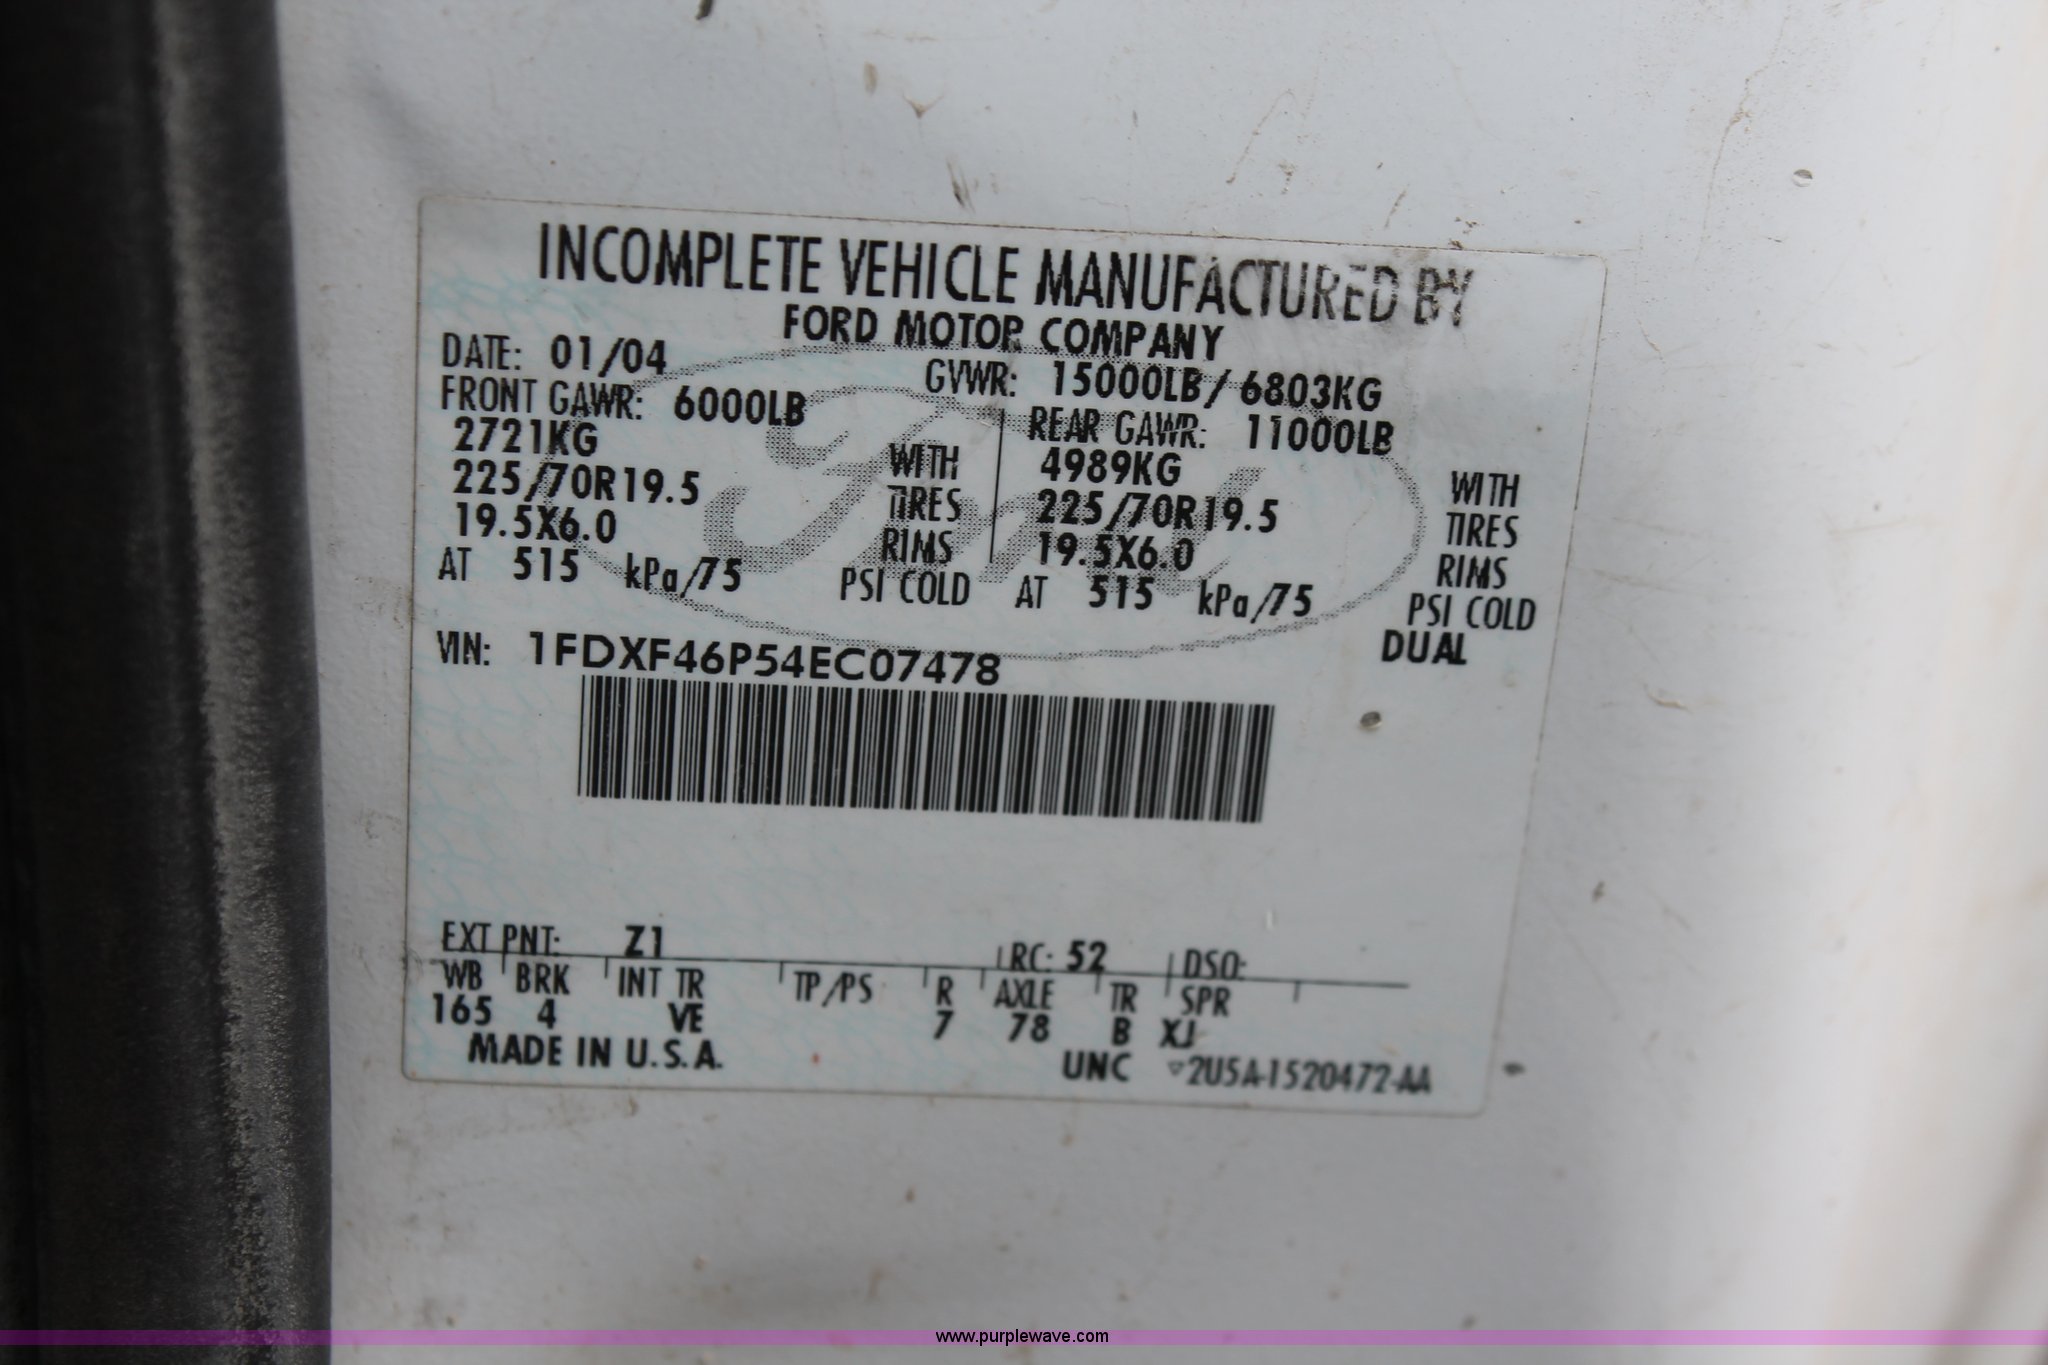 INCOMPLETE VEHICLE MANUFACTURED BY
FORD MOTOR COMPANY
DATE: 01/04
GVWR: 15000LB/ 6803KG
FRONT GAWR: 6000LB
REAR GAWR: 11000LB
2721KG WITH 4989KG WITH
225/70R19.5 TIRES 225/70R19.5 TIRES
19.5X6.0 RIMS 19.5X6.0 RIMS
AT 515 kPa/75 PSI COLD AT 515 kPa/75 PSI COLD
DUAL
VIN: 1FDXF46P54EC07478
Ford
EXT PNT: Z1 RC: 52 DSO:
WB BRK INT TR TP/PS R AXLE TR SPR
165 4 VE 7 78 B XJ
MADE IN U.S.A. UNC 2U5A-1520472-AA
www.purplewave.com